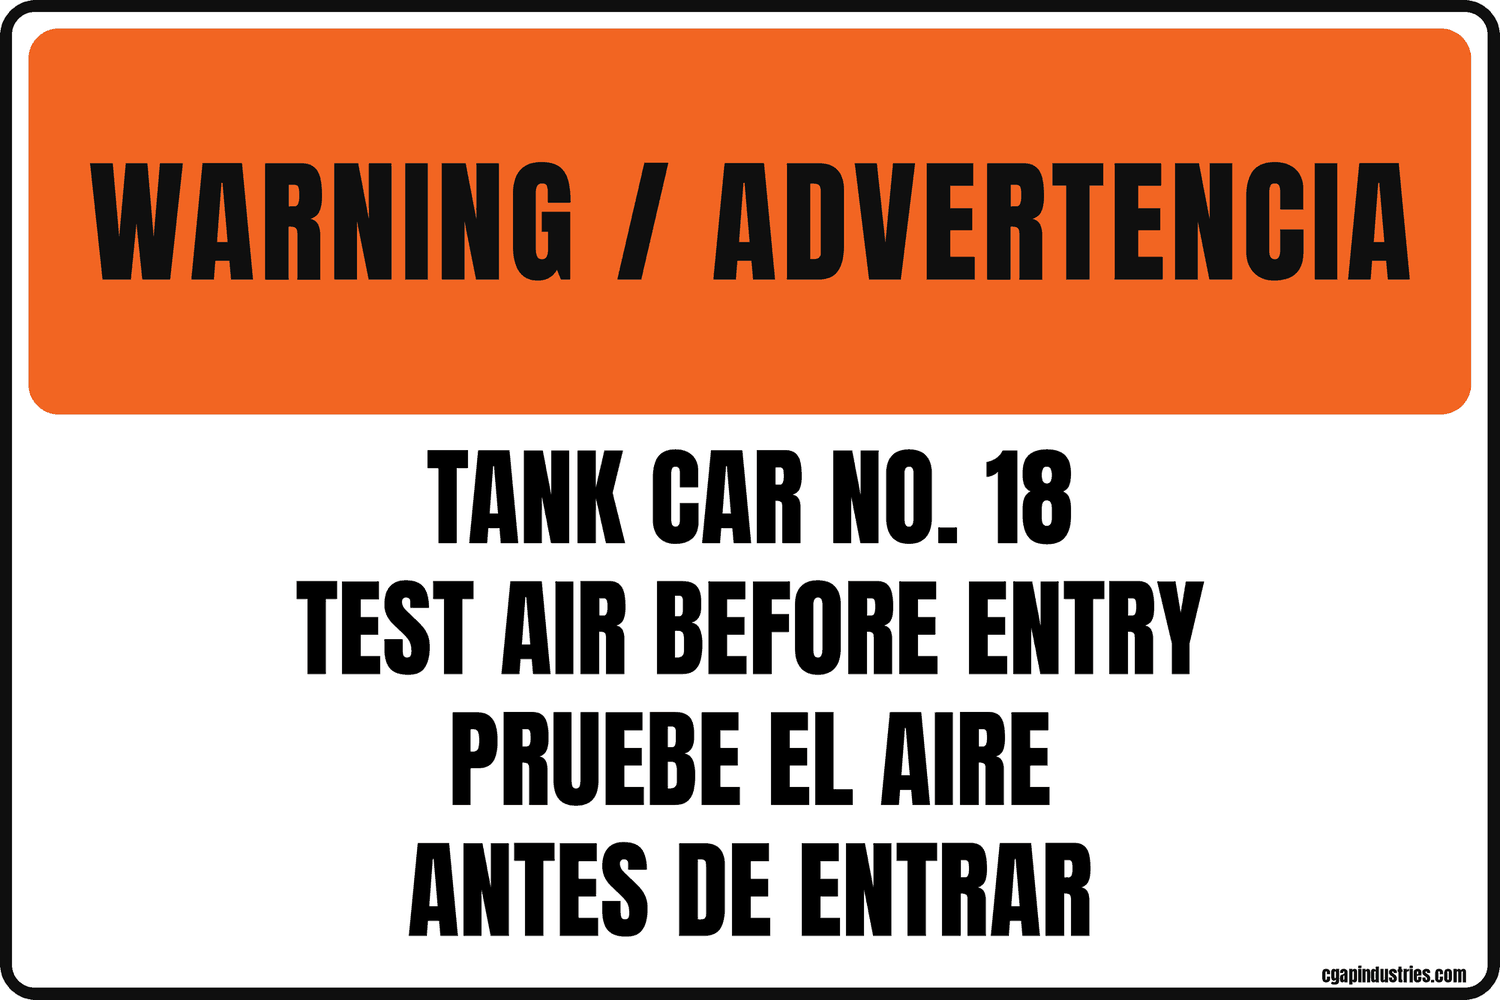 WARNING / ADVERTENCIA
TANK CAR NO. 18
TEST AIR BEFORE ENTRY
PRUEBE EL AIRE
ANTES DE ENTRAR
cgapindustries.com